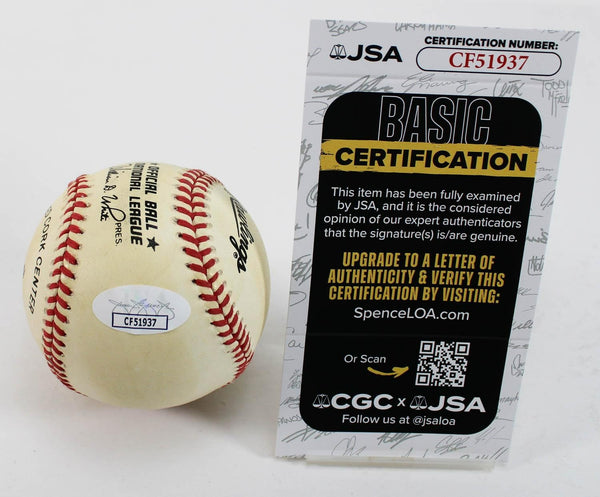 OFFICIAL BALL
NATIONAL LEAGUE
William D. White
PRES.
CORK CENTER
CF51937
JSA
CERTIFICATION NUMBER:
CF51937
BASIC
CERTIFICATION
This item has been fully examined
by JSA, and it is the considered
opinion of our expert authenticators
that the signature(s) is/are genuine.
UPGRADE TO A LETTER OF
AUTHENTICITY & VERIFY THIS
CERTIFICATION BY VISITING:
SpenceLOA.com
Or Scan
CGC x JSA
Follow us at @jsaloa